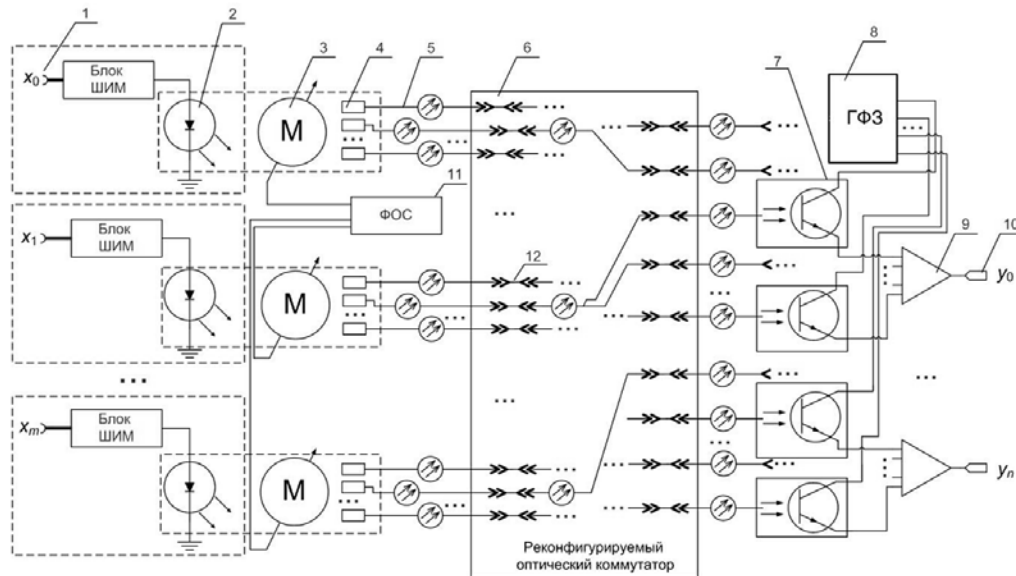 1
2
3
4
5
6
7
8
x0
Блок
ШИМ
М
ГФЗ
...
...
...
...
11
ФОС
...
9
10
y0
x1
Блок
ШИМ
М
12
...
...
...
...
...
xm
Блок
ШИМ
М
...
...
...
yn
Реконфигурируемый
оптический коммутатор